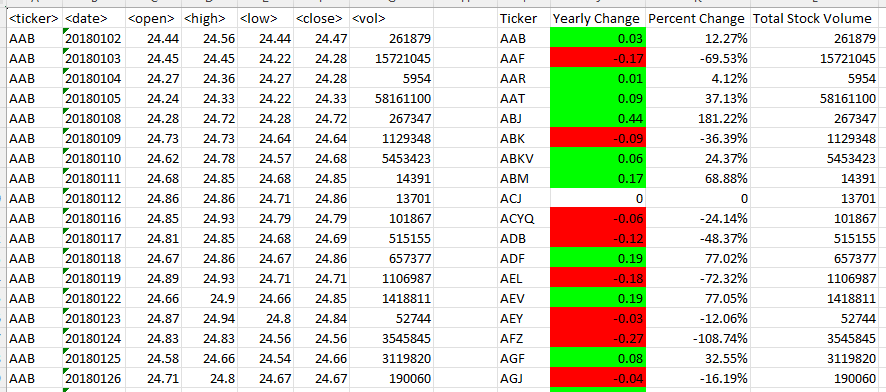 <ticker> <date> <open> <high> <low> <close> <vol> Ticker Yearly Change Percent Change Total Stock Volume
AAB 20180102 24.44 24.56 24.44 24.47 261879 AAB 0.03 12.27% 261879
AAB 20180103 24.45 24.45 24.22 24.28 15721045 AAF -0.17 -69.53% 15721045
AAB 20180104 24.27 24.36 24.27 24.28 5954 AAR 0.01 4.12% 5954
AAB 20180105 24.24 24.33 24.22 24.33 58161100 AAT 0.09 37.13% 58161100
AAB 20180108 24.28 24.72 24.28 24.72 267347 ABJ 0.44 181.22% 267347
AAB 20180109 24.73 24.73 24.64 24.64 1129348 ABK -0.09 -36.39% 1129348
AAB 20180110 24.62 24.78 24.57 24.68 5453423 ABKV 0.06 24.37% 5453423
AAB 20180111 24.68 24.85 24.68 24.85 14391 ABM 0.17 68.88% 14391
AAB 20180112 24.86 24.86 24.71 24.86 13701 ACJ 0 0 13701
AAB 20180116 24.85 24.93 24.79 24.79 101867 ACYQ -0.06 -24.14% 101867
AAB 20180117 24.81 24.85 24.68 24.69 515155 ADB -0.12 -48.37% 515155
AAB 20180118 24.67 24.86 24.67 24.86 657377 ADF 0.19 77.02% 657377
AAB 20180119 24.89 24.93 24.71 24.71 1106987 AEL -0.18 -72.32% 1106987
AAB 20180122 24.66 24.9 24.66 24.85 1418811 AEV 0.19 77.05% 1418811
AAB 20180123 24.87 24.94 24.8 24.84 52744 AEY -0.03 -12.06% 52744
AAB 20180124 24.83 24.83 24.56 24.56 3545845 AFZ -0.27 -108.74% 3545845
AAB 20180125 24.58 24.66 24.54 24.66 3119820 AGF 0.08 32.55% 3119820
AAB 20180126 24.71 24.8 24.67 24.67 190060 AGJ -0.04 -16.19% 190060